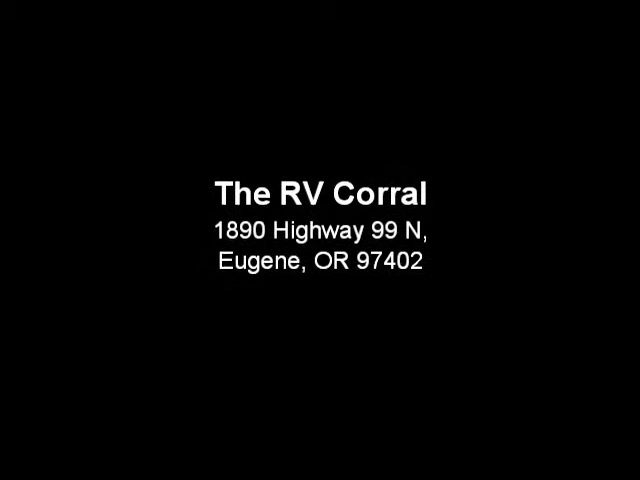 The RV Corral
1890 Highway 99 N,
Eugene, OR 97402